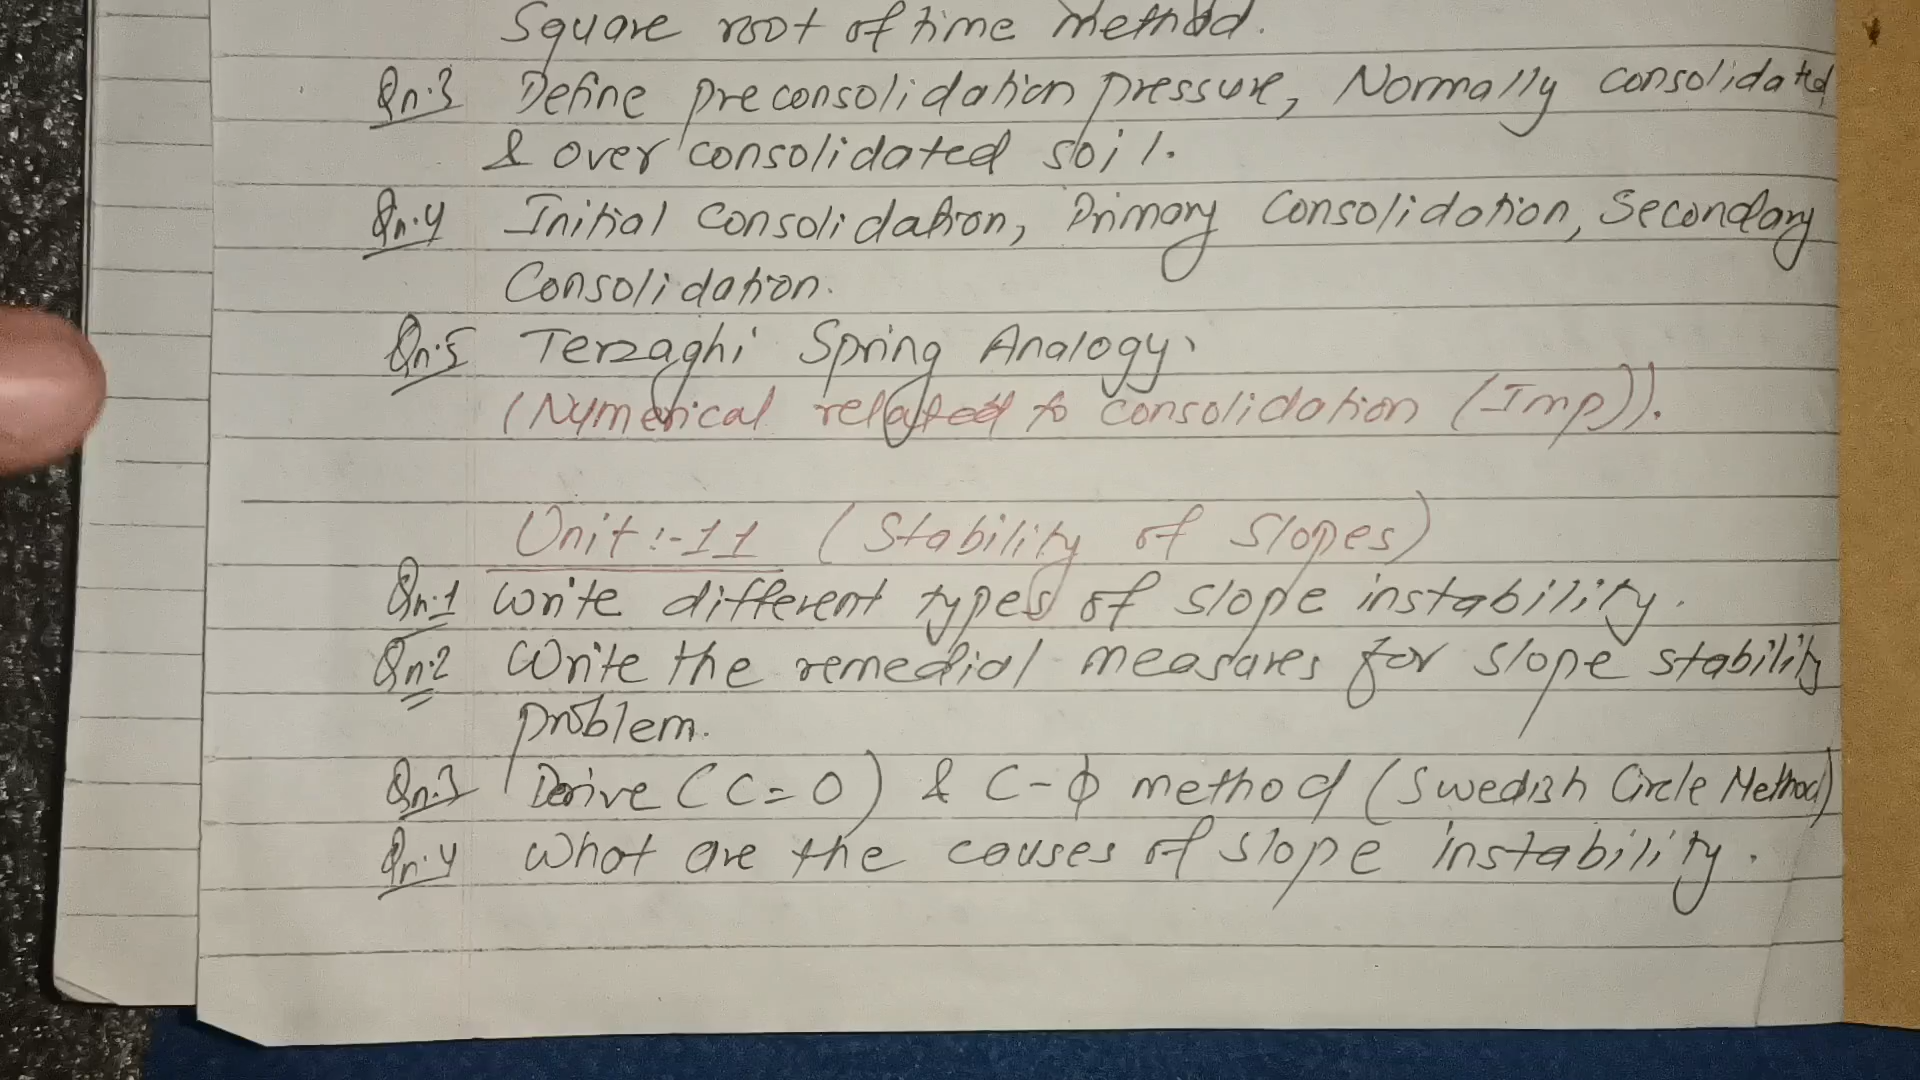 Square root of time method.
Qn.3 Define preconsolidation pressure, Normally consolidated
& over consolidated soil.
Qn.4 Initial consolidation, Primary Consolidation, Secondary
Consolidation.
Qn.5 Terzaghi Spring Analogy.
(Numerical related to consolidation (Imp)).
Unit:-11 (Stability of Slopes)
Qn.1 Write different types of slope instability.
Qn.2 Write the remedial measures for slope stability
problem.
Qn.3 Derive (C=0) & C-φ method (Swedish Circle Method)
Qn.4 What are the causes of slope instability.